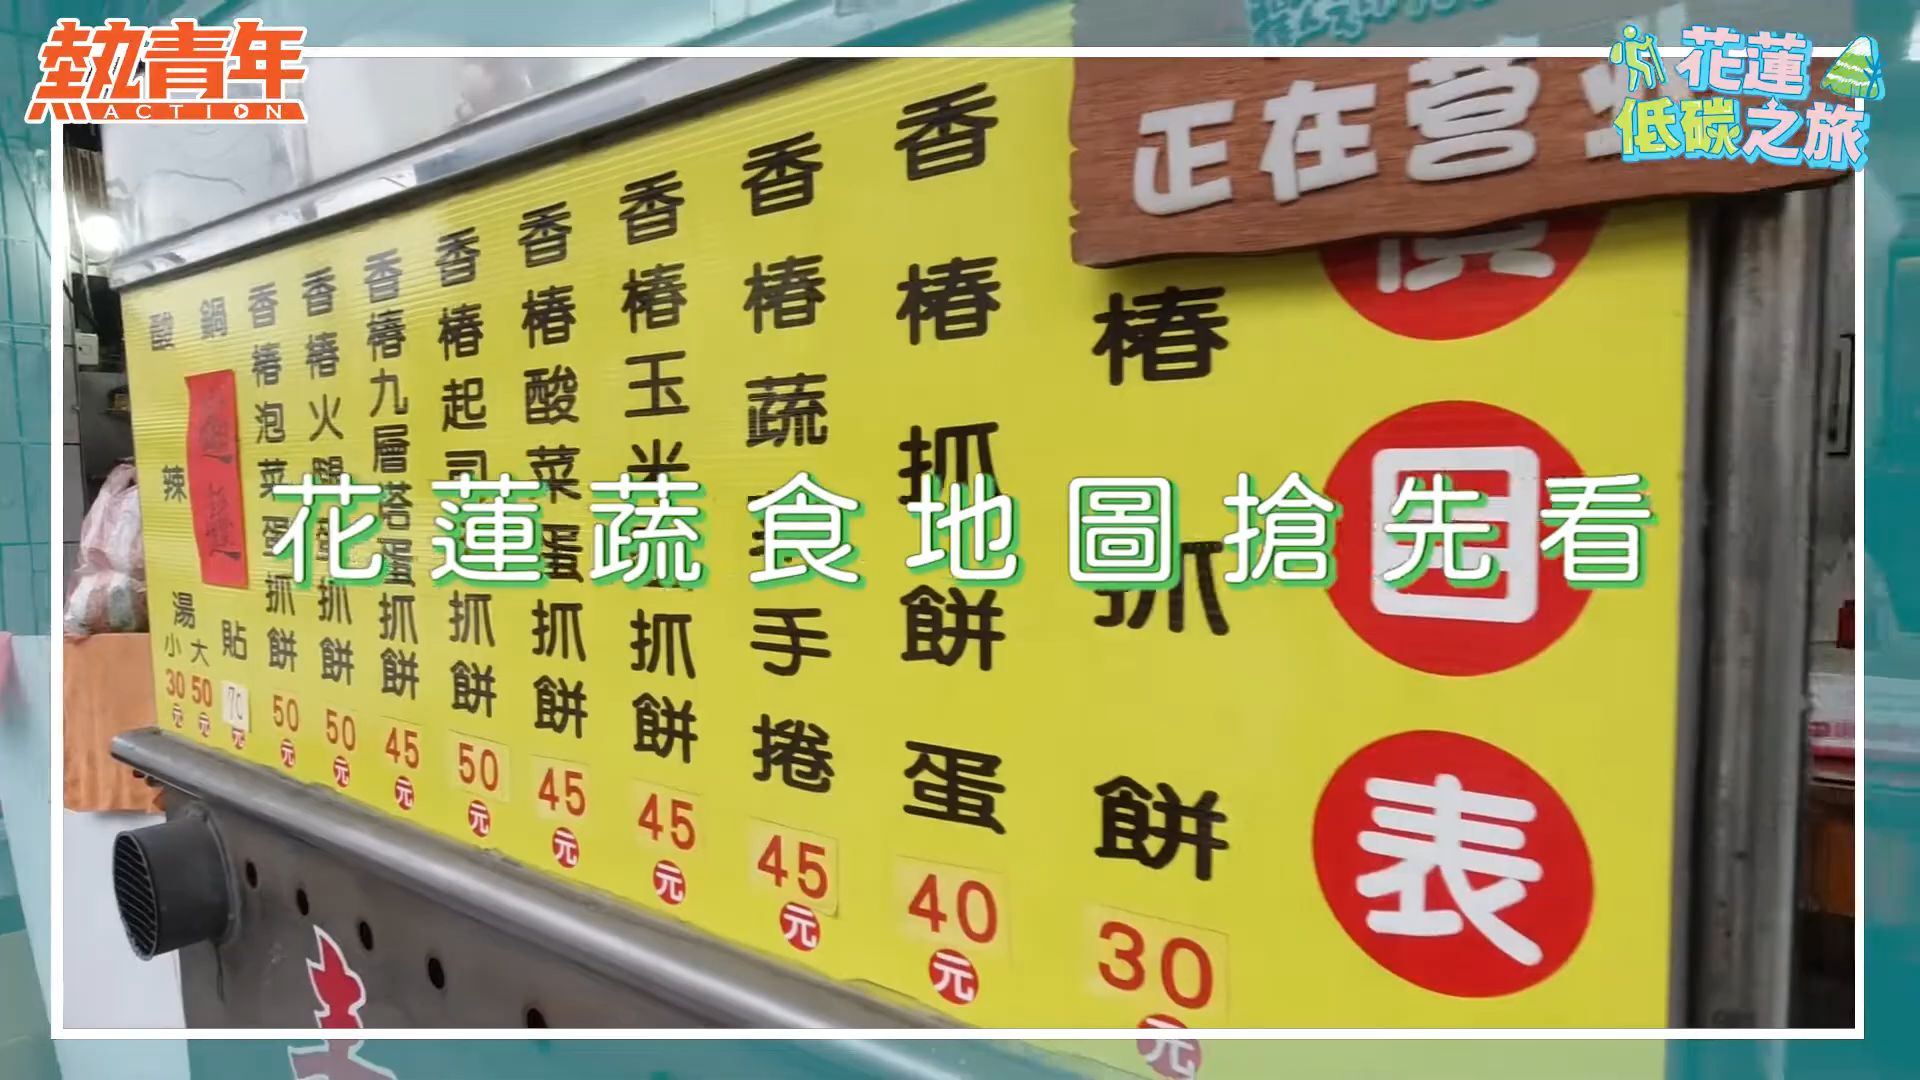 熱青年
ACTION
花蓮
低碳之旅
正在營
花蓮蔬食地圖搶先看
目
表
椿抓餅
30元
香椿抓餅蛋
40元
香椿蔬手捲
45元
香椿玉米抓餅
45元
香椿酸菜蛋抓餅
45元
香椿起司抓餅
50元
香椿九層塔蛋抓餅
45元
香椿火腿蛋抓餅
50元
香椿泡菜蛋抓餅
50元
鍋貼
70元
酸辣湯
小 大
30元 50元